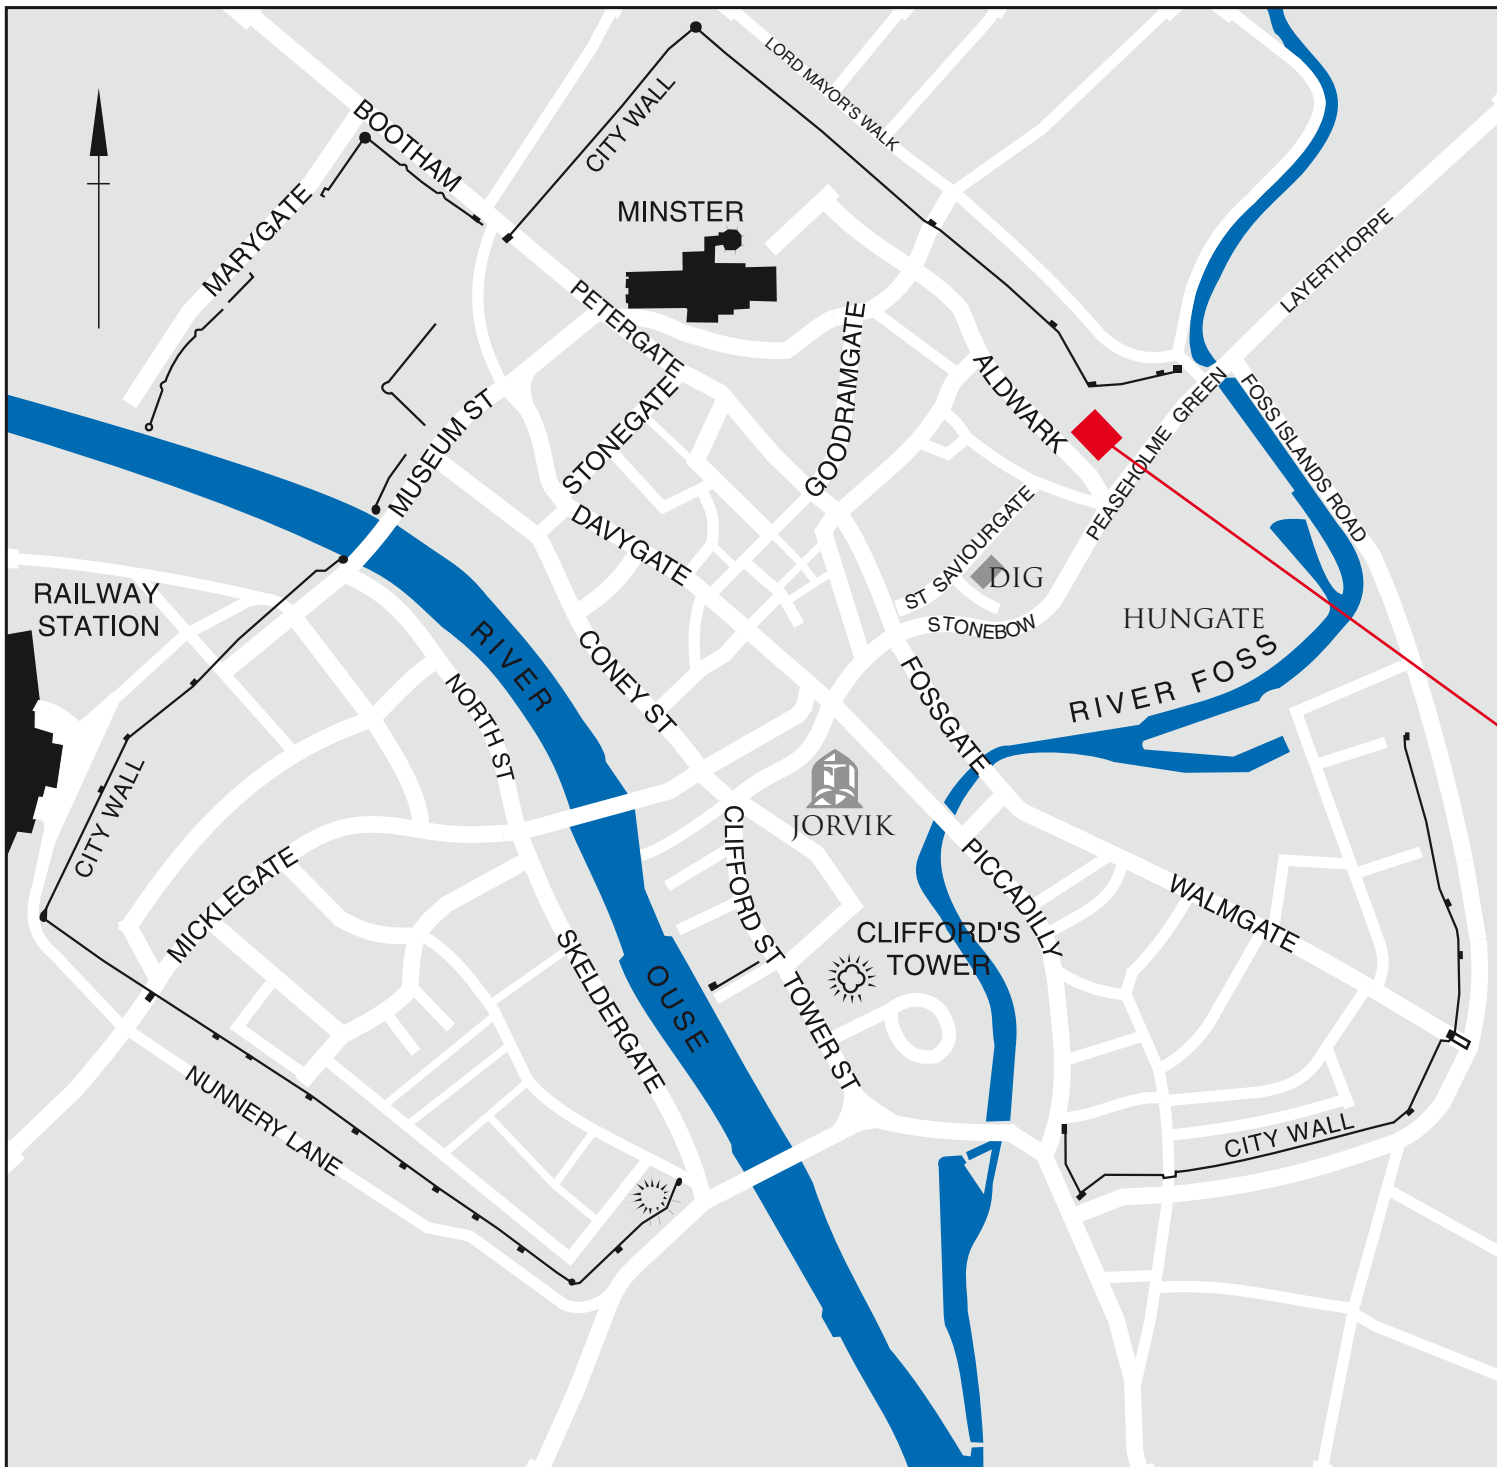 LORD MAYOR'S WALK
BOOTHAM
CITY WALL
MARYGATE
MINSTER
LAYERTHORPE
PETERGATE
GOODRAMGATE
ALDWARK
STONEGATE
MUSEUM ST
PEASEHOLME GREEN
FOSS ISLANDS ROAD
DAVYGATE
ST SAVIOURGATE
DIG
STONEBOW
HUNGATE
RAILWAY
STATION
RIVER
CONEY ST
NORTH ST
FOSSGATE
RIVER FOSS
JORVIK
CITY WALL
MICKLEGATE
CLIFFORD ST
PICCADILLY
WALMGATE
CLIFFORD'S
TOWER
SKELDERGATE
OUSE
TOWER ST
NUNNERY LANE
CITY WALL